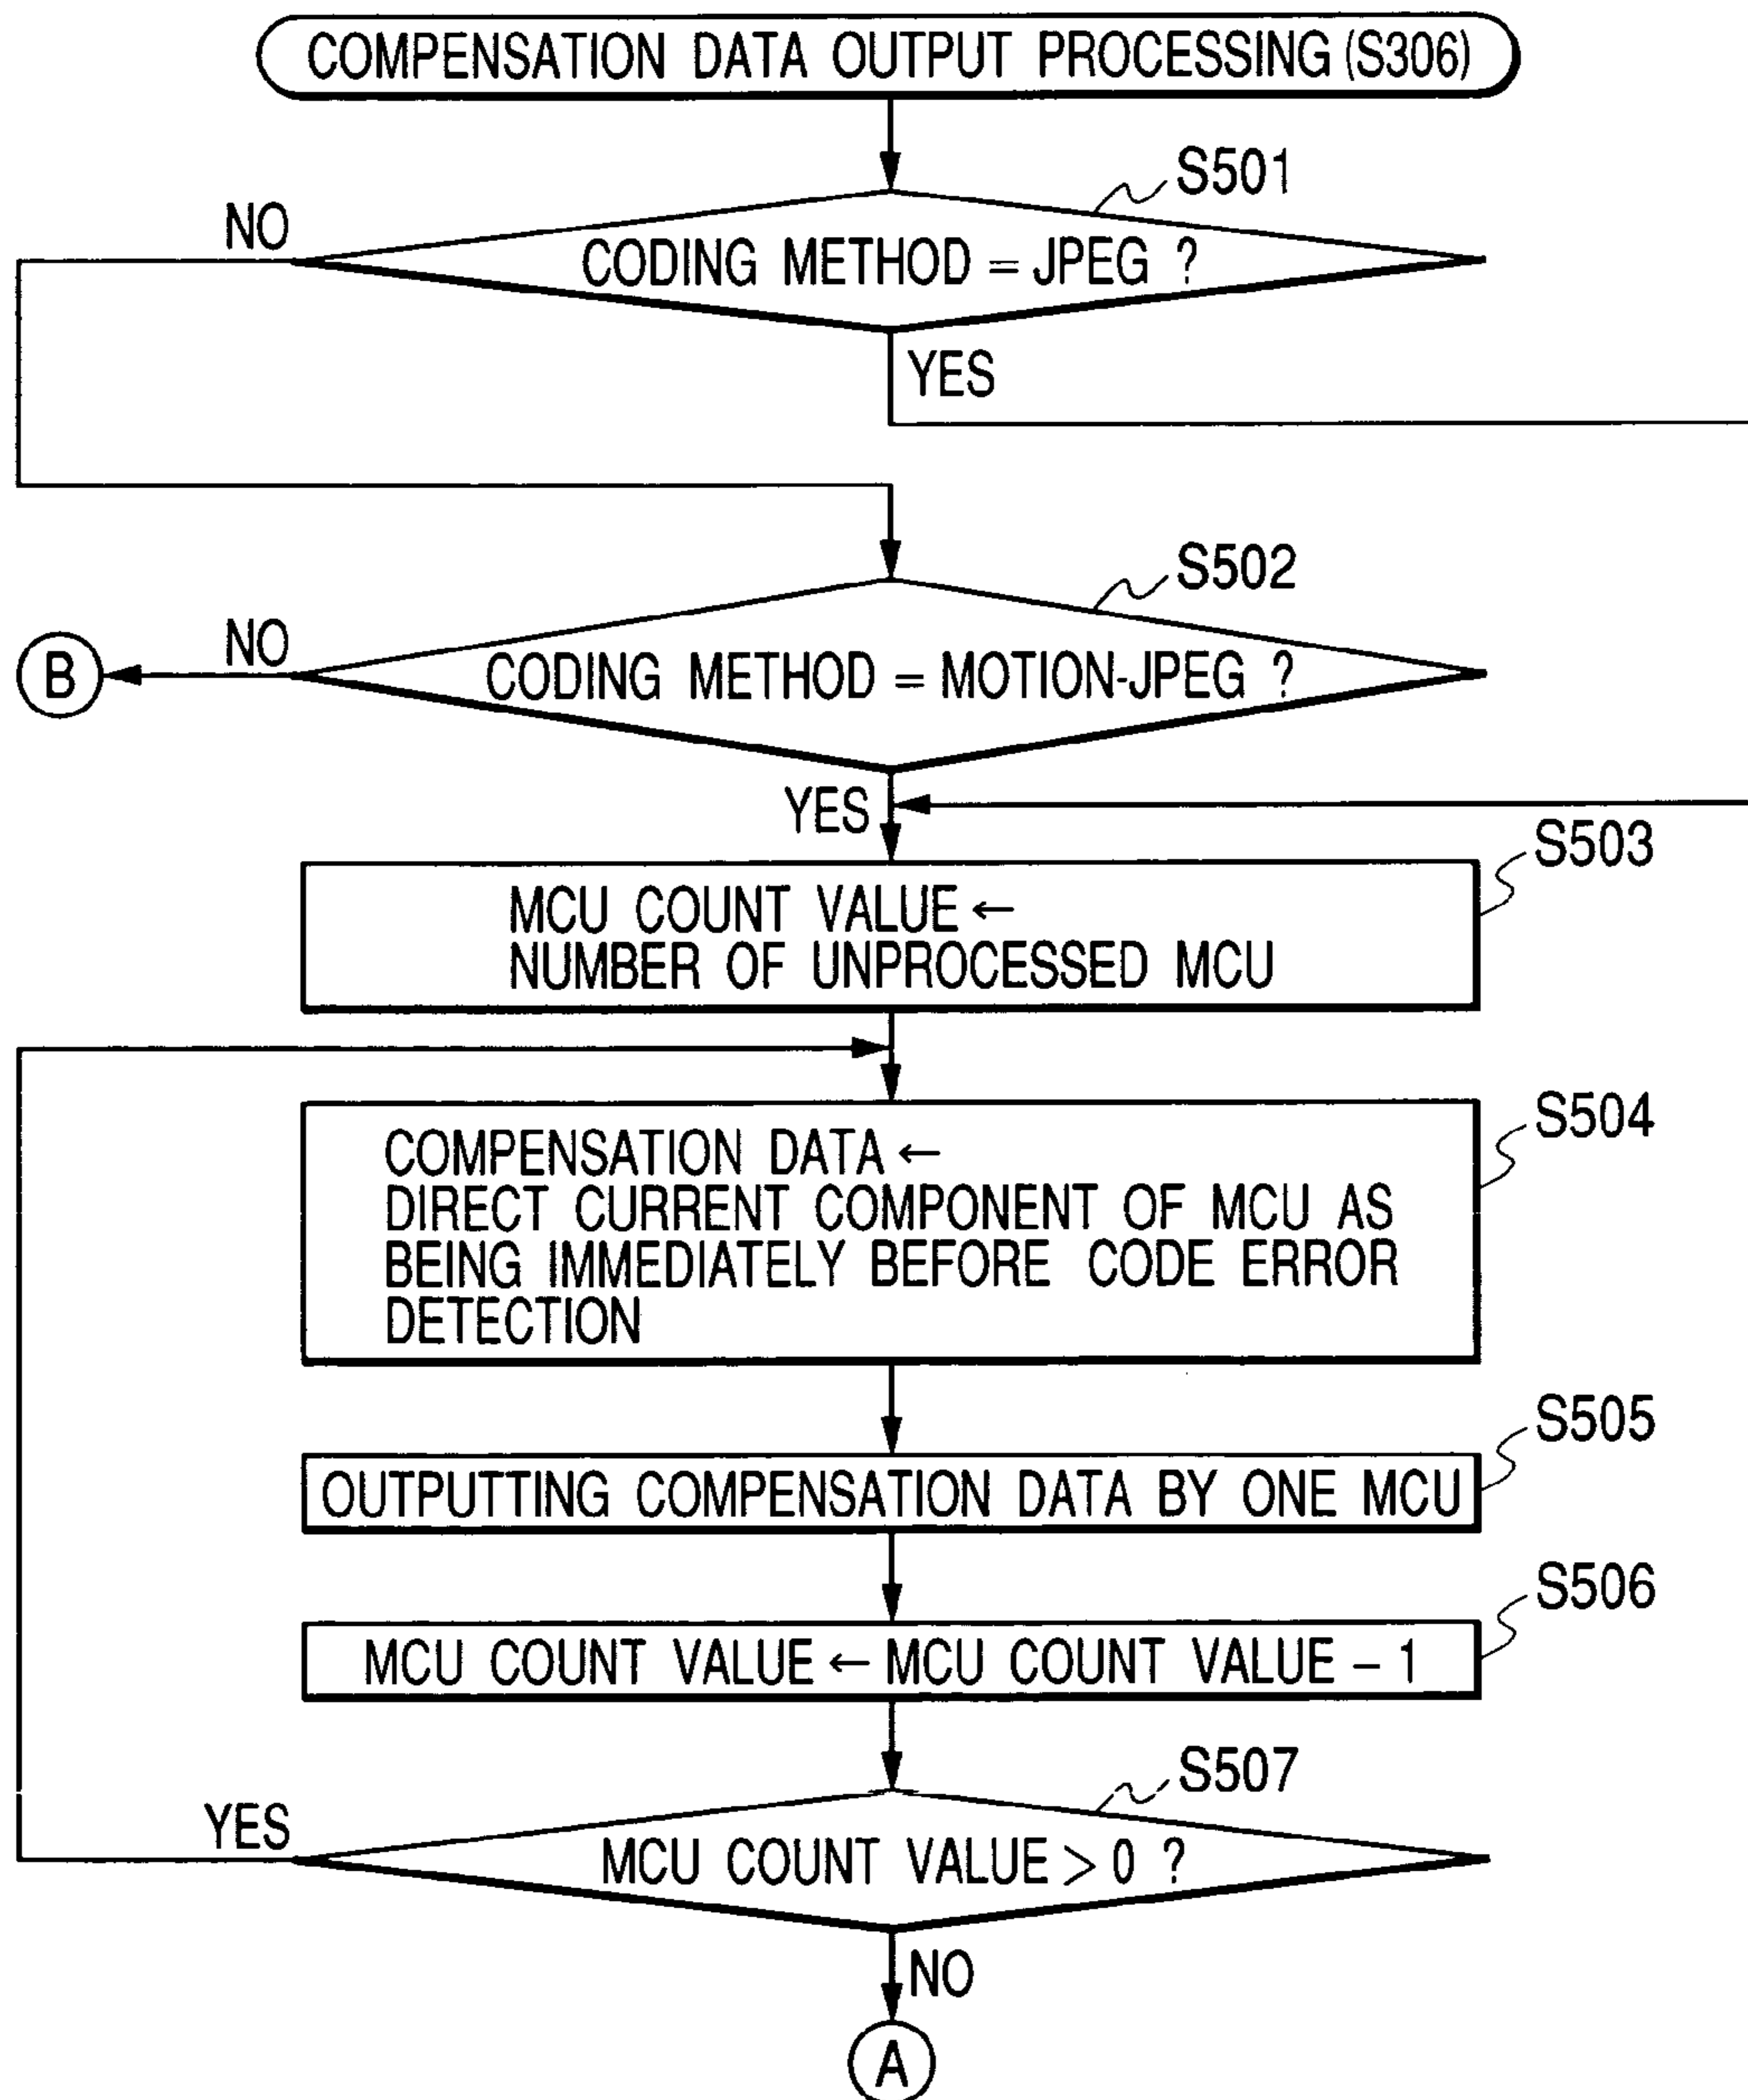 COMPENSATION DATA OUTPUT PROCESSING (S306)
S501
NO
CODING METHOD = JPEG ?
YES
S502
NO
B
CODING METHOD = MOTION-JPEG ?
YES
S503
MCU COUNT VALUE ←
NUMBER OF UNPROCESSED MCU
S504
COMPENSATION DATA ←
DIRECT CURRENT COMPONENT OF MCU AS
BEING IMMEDIATELY BEFORE CODE ERROR
DETECTION
S505
OUTPUTTING COMPENSATION DATA BY ONE MCU
S506
MCU COUNT VALUE ← MCU COUNT VALUE – 1
S507
YES
MCU COUNT VALUE > 0 ?
NO
A